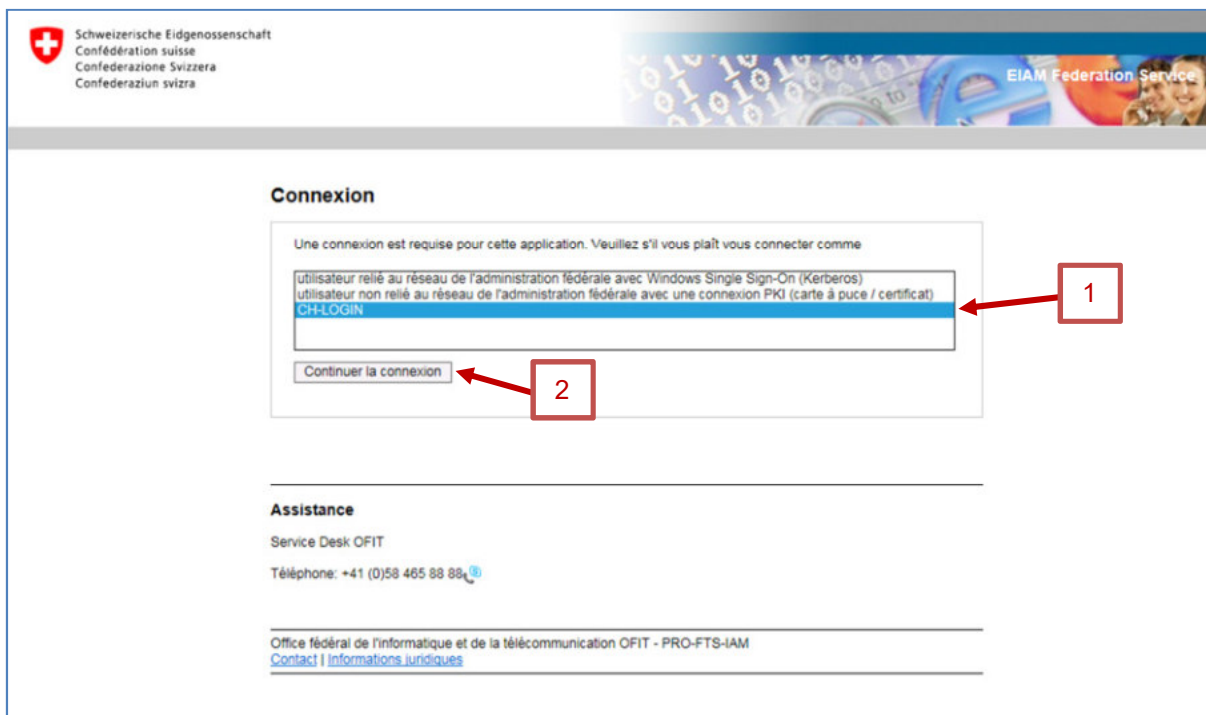 Schweizerische Eidgenossenschaft
Confédération suisse
Confederazione Svizzera
Confederaziun svizra
EIAM Federation Service
Connexion
Une connexion est requise pour cette application. Veuillez s'il vous plaît vous connecter comme
utilisateur relié au réseau de l'administration fédérale avec Windows Single Sign-On (Kerberos)
utilisateur non relié au réseau de l'administration fédérale avec une connexion PKI (carte à puce / certificat)
CH-LOGIN
1
Continuer la connexion
2
Assistance
Service Desk OFIT
Téléphone: +41 (0)58 465 88 88
Office fédéral de l'informatique et de la télécommunication OFIT - PRO-FTS-IAM
Contact | Informations juridiques